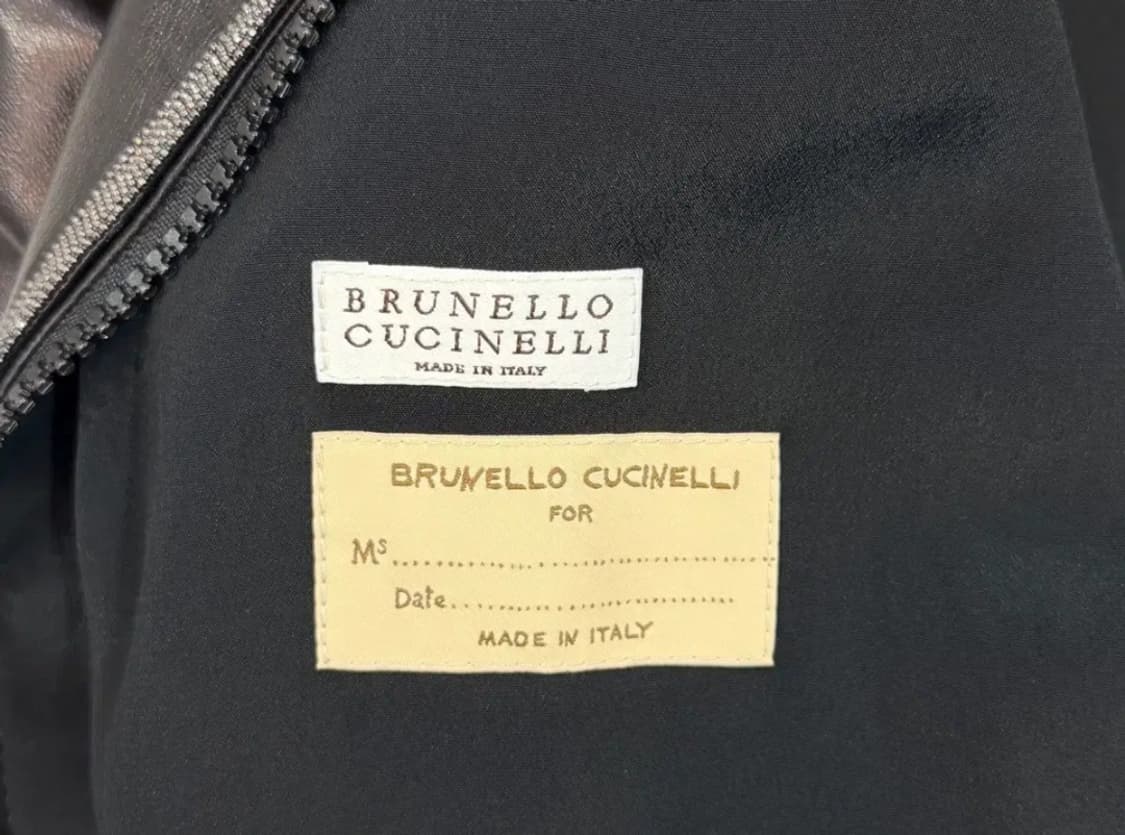 BRUNELLO
CUCINELLI
MADE IN ITALY
BRUNELLO CUCINELLI
FOR
Ms..........................................
Date................................
MADE IN ITALY